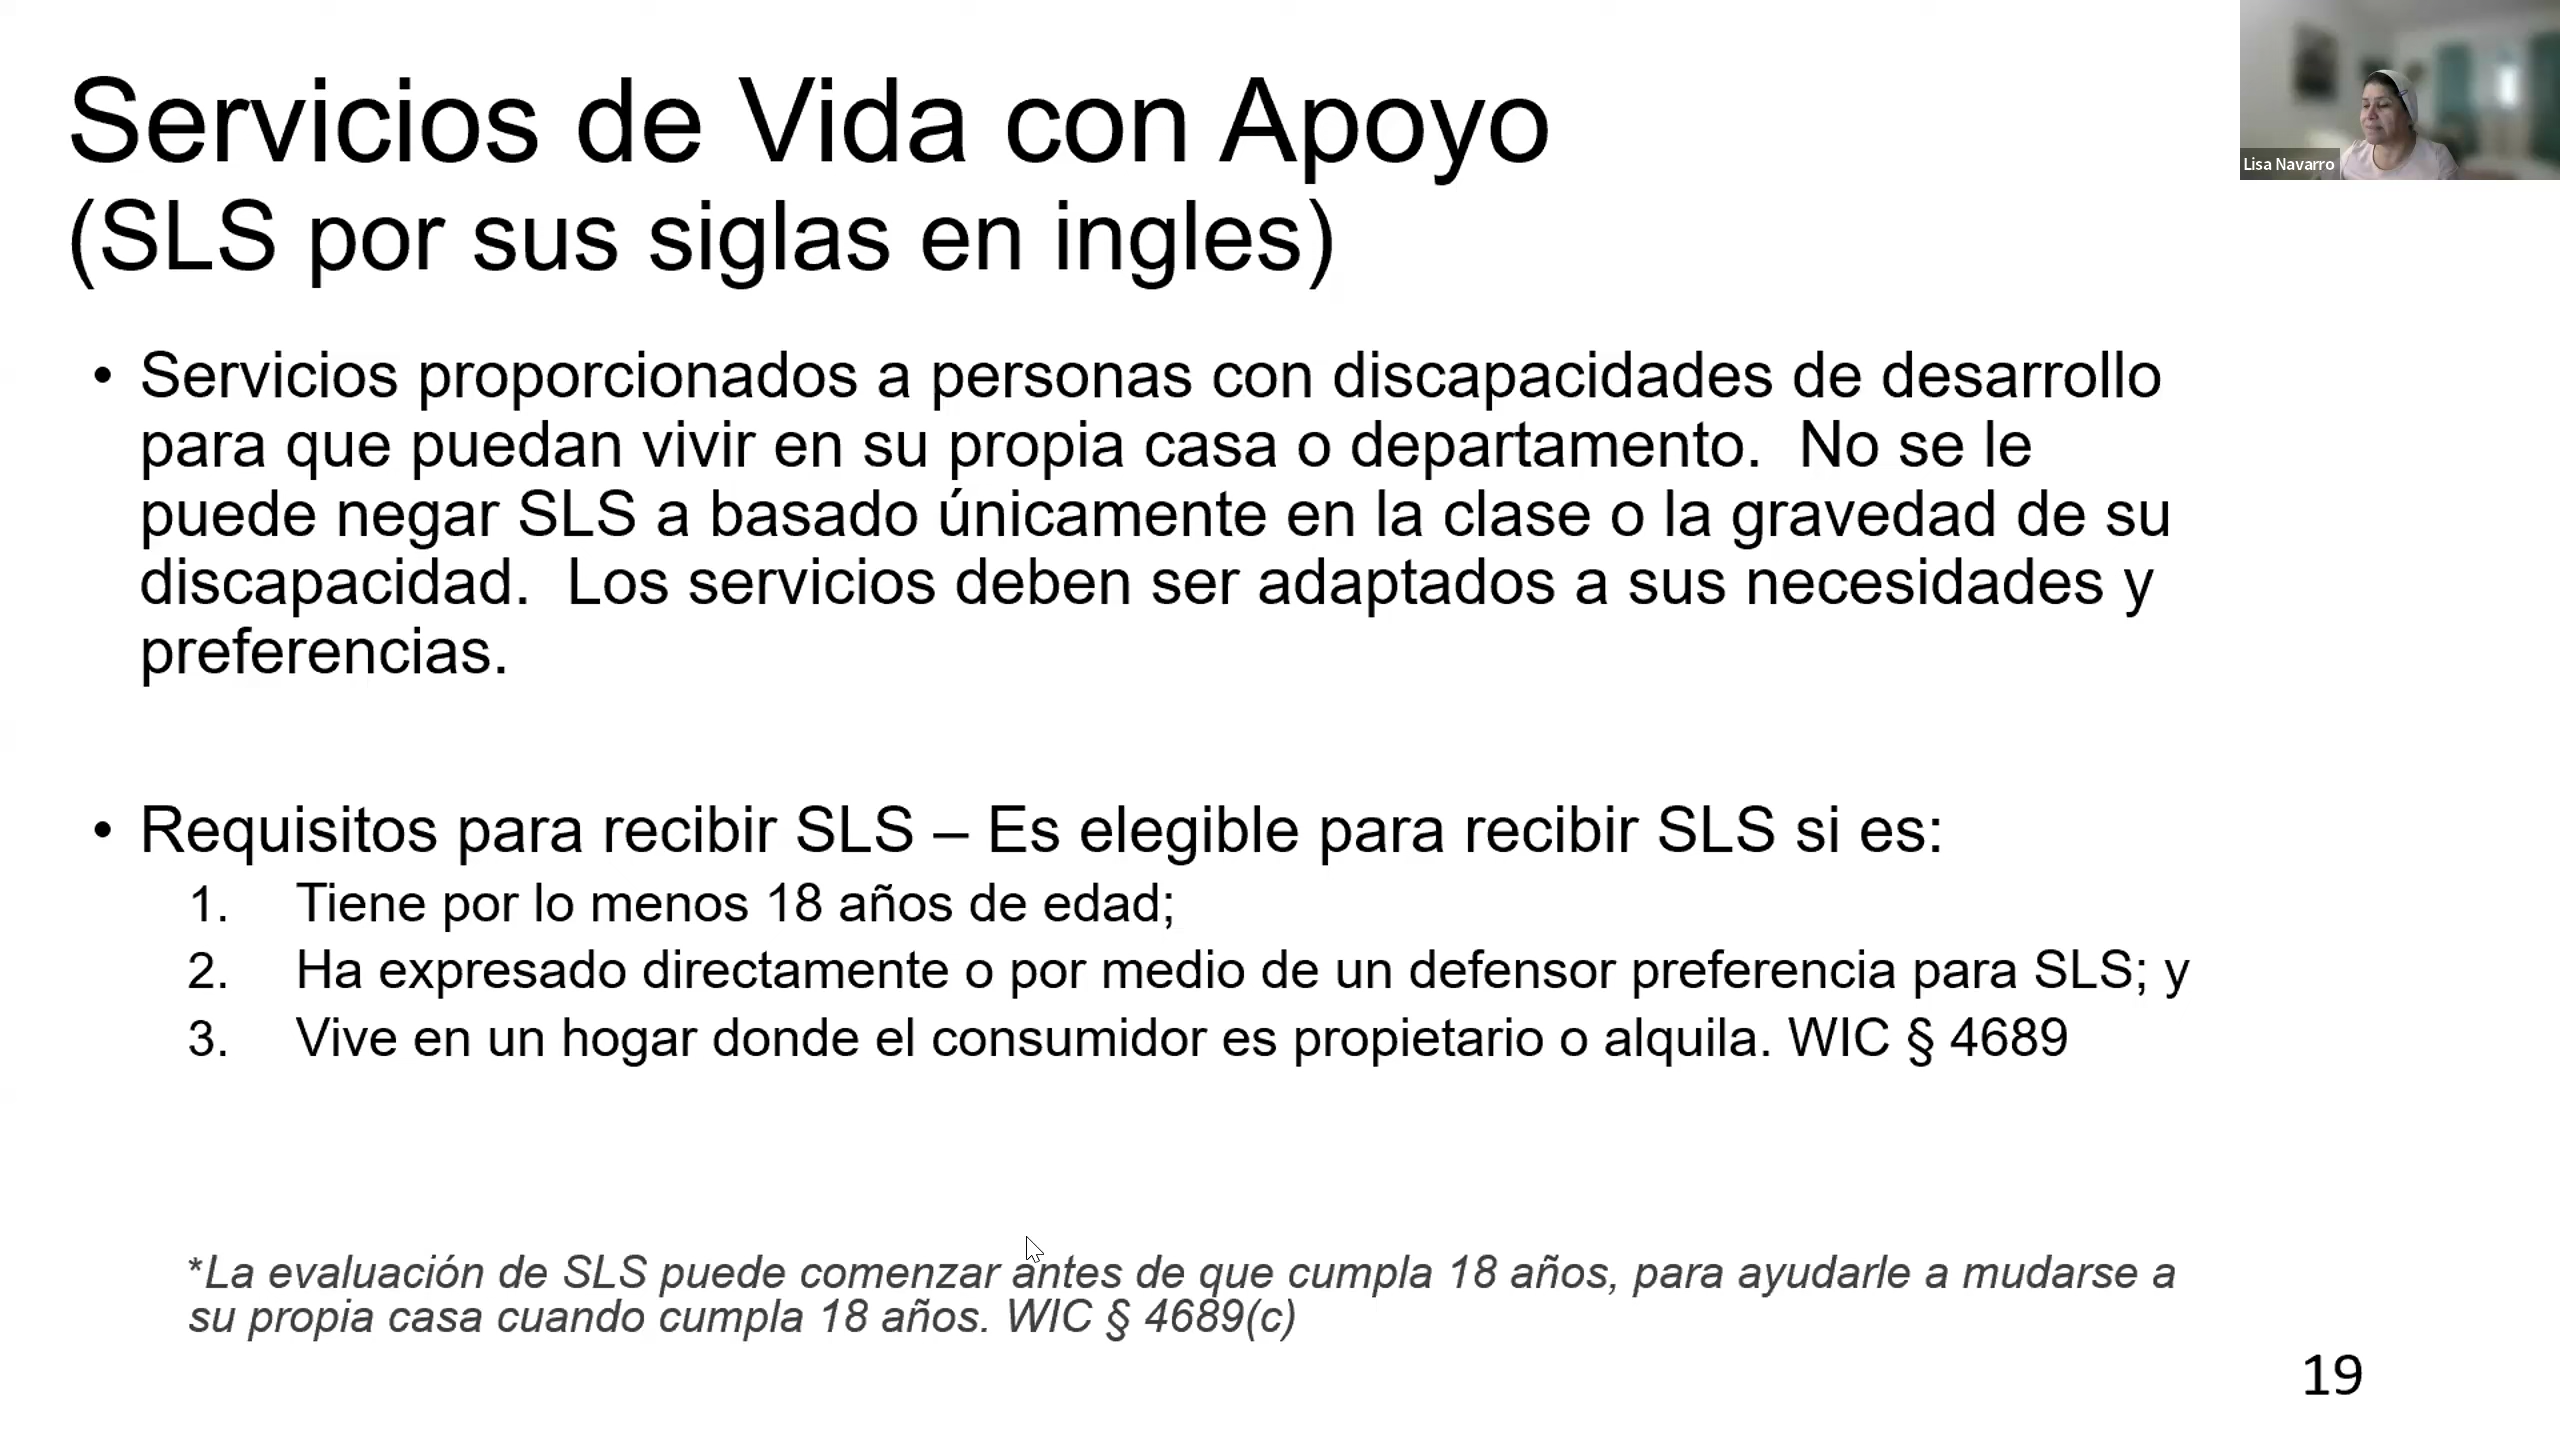 Servicios de Vida con Apoyo
(SLS por sus siglas en ingles)
Lisa Navarro
• Servicios proporcionados a personas con discapacidades de desarrollo
para que puedan vivir en su propia casa o departamento.  No se le
puede negar SLS a basado únicamente en la clase o la gravedad de su
discapacidad.  Los servicios deben ser adaptados a sus necesidades y
preferencias.
• Requisitos para recibir SLS – Es elegible para recibir SLS si es:
1. Tiene por lo menos 18 años de edad;
2. Ha expresado directamente o por medio de un defensor preferencia para SLS; y
3. Vive en un hogar donde el consumidor es propietario o alquila. WIC § 4689
*La evaluación de SLS puede comenzar antes de que cumpla 18 años, para ayudarle a mudarse a
su propia casa cuando cumpla 18 años. WIC § 4689(c)
19